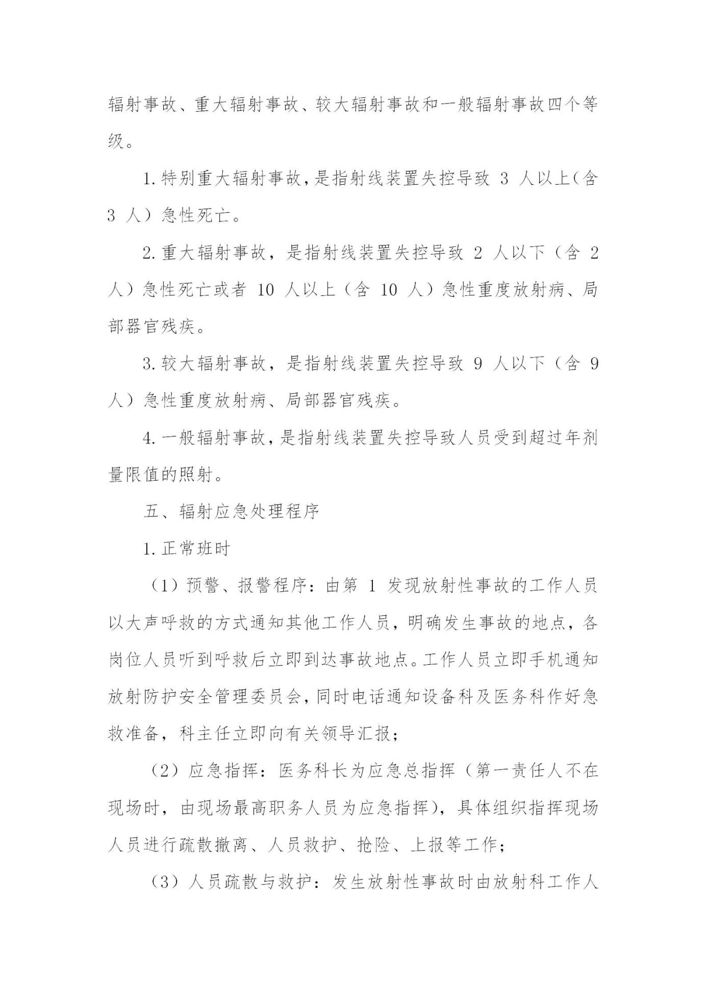 辐射事故、重大辐射事故、较大辐射事故和一般辐射事故四个等
级。
1.特别重大辐射事故，是指射线装置失控导致 3 人以上（含
3 人）急性死亡。
2.重大辐射事故，是指射线装置失控导致 2 人以下（含 2
人）急性死亡或者 10 人以上（含 10 人）急性重度放射病、局
部器官残疾。
3.较大辐射事故，是指射线装置失控导致 9 人以下（含 9
人）急性重度放射病、局部器官残疾。
4.一般辐射事故，是指射线装置失控导致人员受到超过年剂
量限值的照射。
五、辐射应急处理程序
1.正常班时
（1）预警、报警程序：由第 1 发现放射性事故的工作人员
以大声呼救的方式通知其他工作人员，明确发生事故的地点，各
岗位人员听到呼救后立即到达事故地点。工作人员立即手机通知
放射防护安全管理委员会，同时电话通知设备科及医务科作好急
救准备，科主任立即向有关领导汇报；
（2）应急指挥：医务科长为应急总指挥（第一责任人不在
现场时，由现场最高职务人员为应急指挥），具体组织指挥现场
人员进行疏散撤离、人员救护、抢险、上报等工作；
（3）人员疏散与救护：发生放射性事故时由放射科工作人